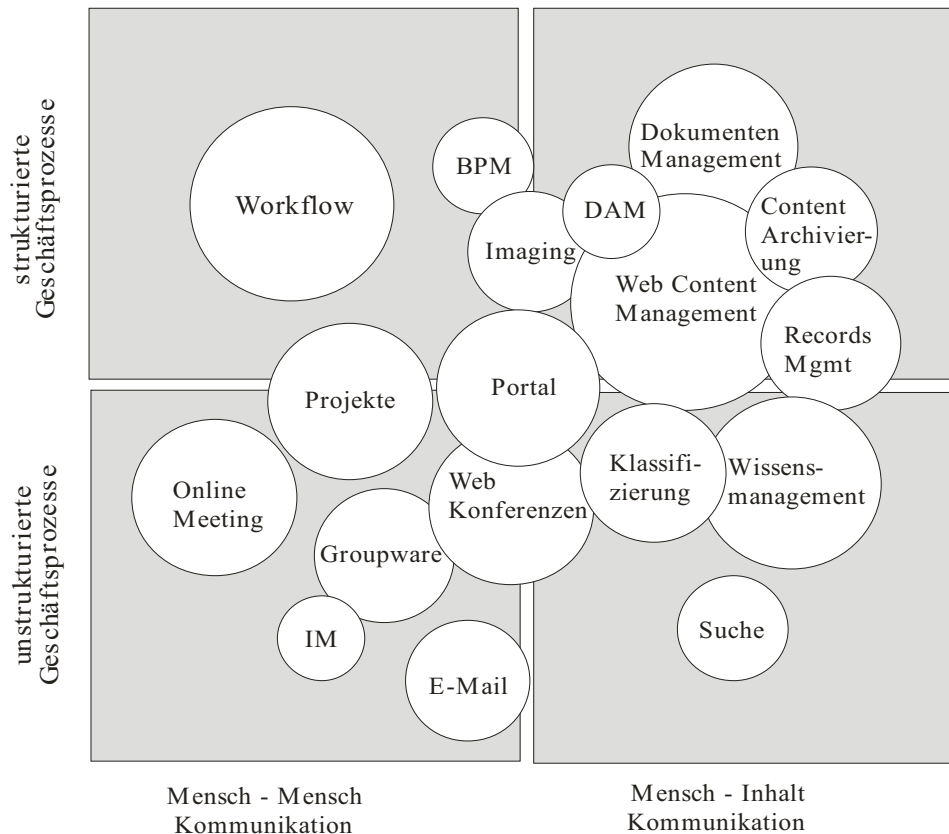 strukturierte
Geschäftsprozesse
Workflow
BPM
Imaging
DAM
Dokumenten
Management
Content
Archivier-
ung
Web Content
Management
Records
Mgmt
Projekte
Portal
unstrukturierte
Geschäftsprozesse
Online
Meeting
Groupware
IM
E-Mail
Web
Konferenzen
Klassifi-
zierung
Wissens-
management
Suche
Mensch - Mensch
Kommunikation
Mensch - Inhalt
Kommunikation